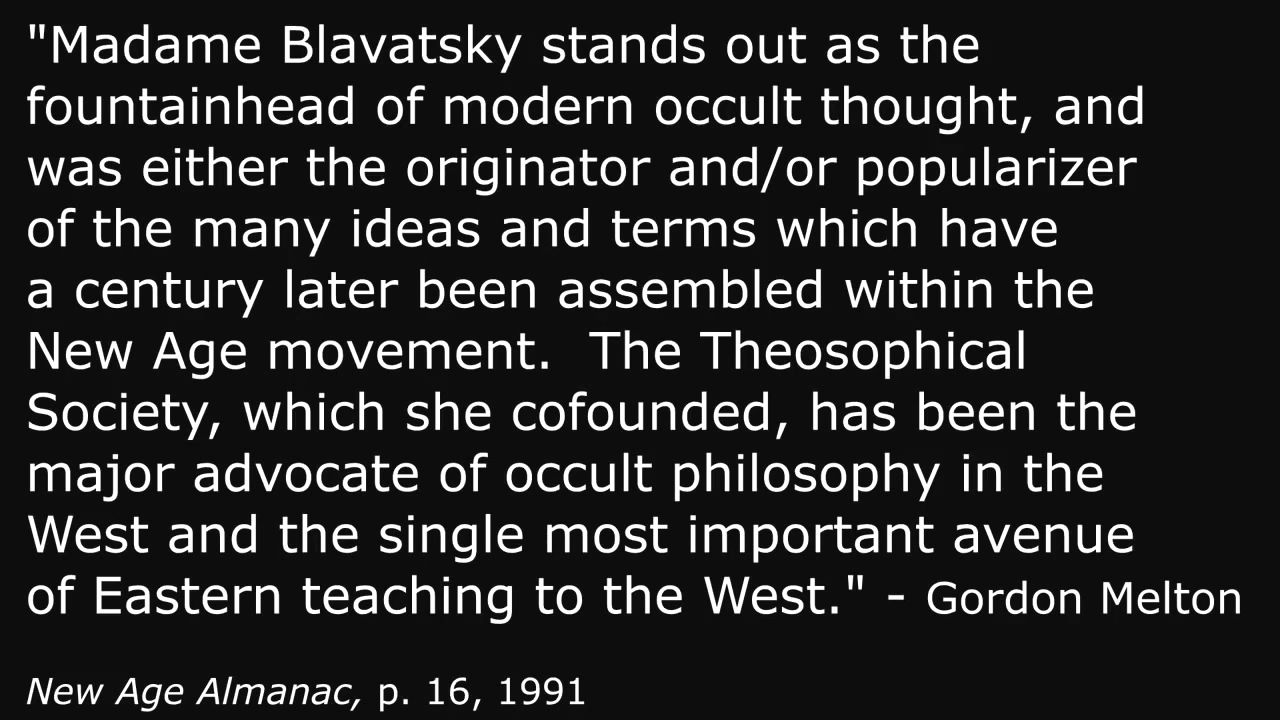 "Madame Blavatsky stands out as the
fountainhead of modern occult thought, and
was either the originator and/or popularizer
of the many ideas and terms which have
a century later been assembled within the
New Age movement.  The Theosophical
Society, which she cofounded, has been the
major advocate of occult philosophy in the
West and the single most important avenue
of Eastern teaching to the West." - Gordon Melton
New Age Almanac, p. 16, 1991